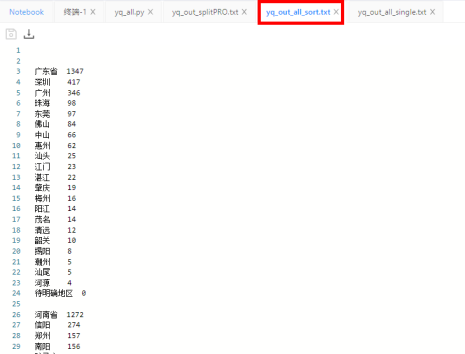 Notebook 终端-1 X yq_all.py X yq_out_splitPRO.txt X yq_out_all_sort.txt X yq_out_all_single.txt X
1
2
3 广东省 1347
4 深圳 417
5 广州 346
6 珠海 98
7 东莞 97
8 佛山 84
9 中山 66
10 惠州 62
11 汕头 25
12 江门 23
13 湛江 22
14 肇庆 19
15 梅州 16
16 阳江 14
17 茂名 14
18 清远 12
19 韶关 10
20 揭阳 8
21 潮州 5
22 汕尾 5
23 河源 4
24 待明确地区 0
25
26 河南省 1272
27 信阳 274
28 郑州 157
29 南阳 156